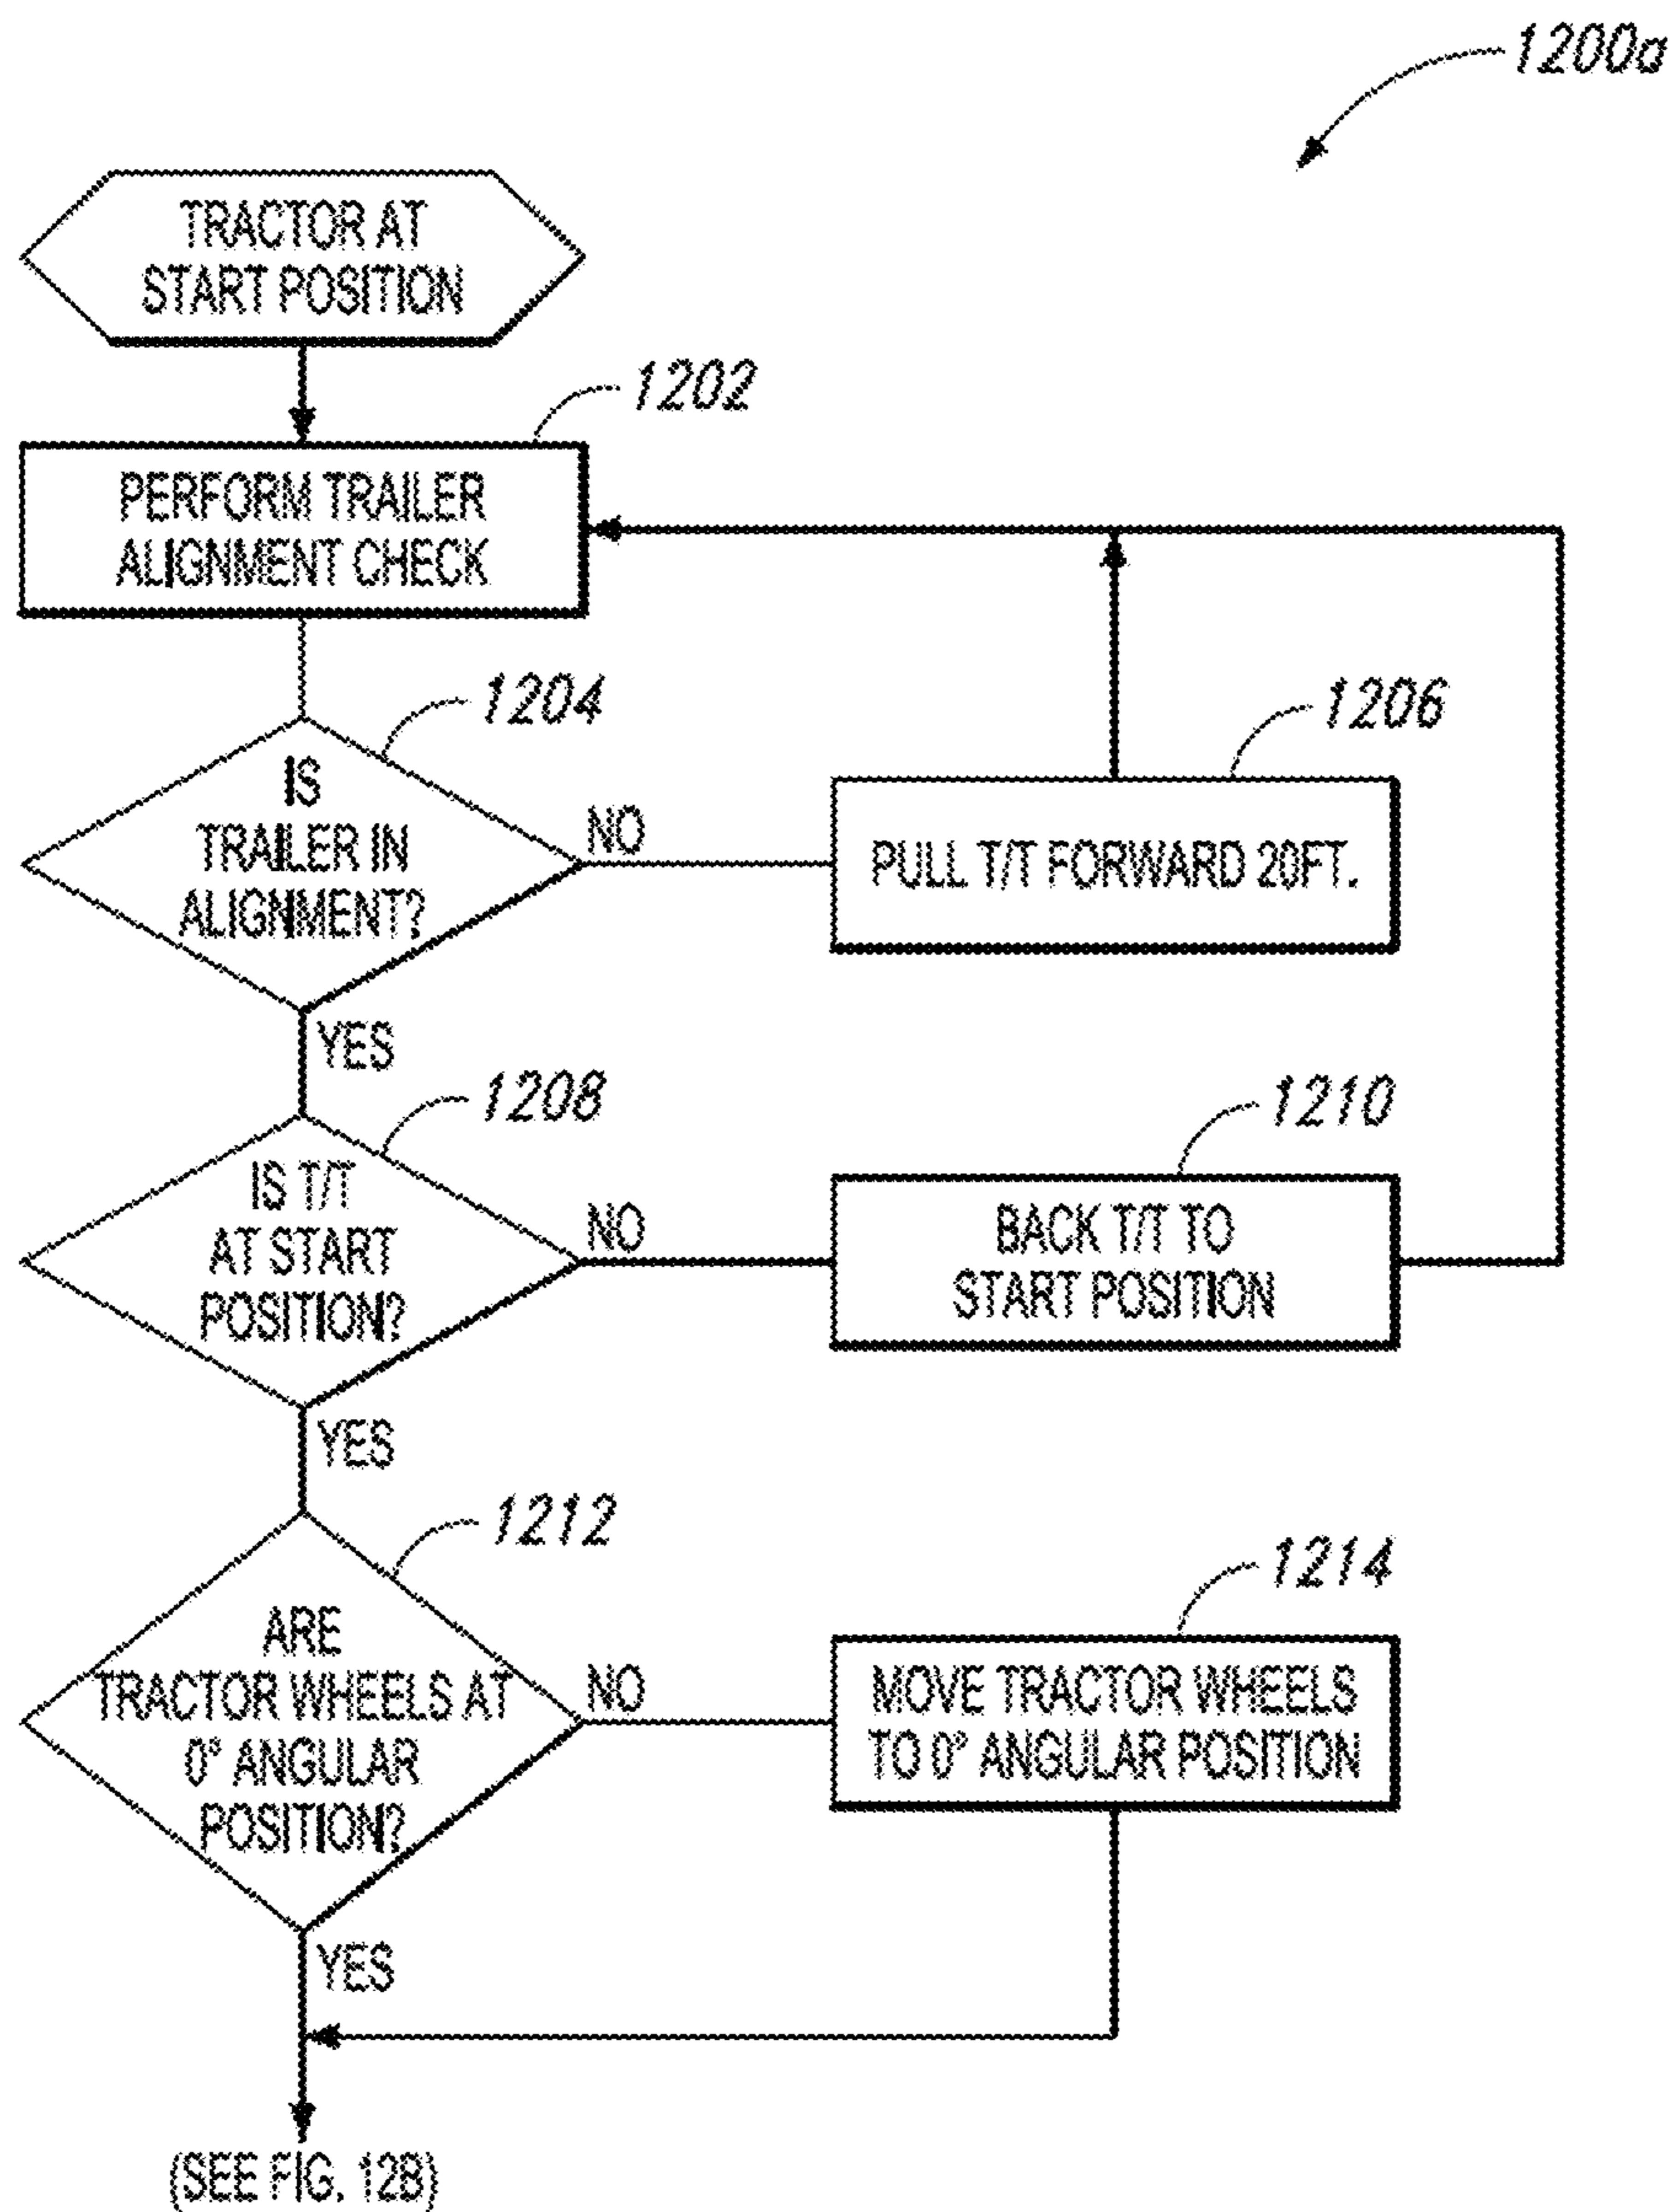 1200a
TRACTOR AT
START POSITION
1202
PERFORM TRAILER
ALIGNMENT CHECK
1204
IS
TRAILER IN
ALIGNMENT?
NO
1206
PULL T/T FORWARD 20FT.
YES
1208
IS T/T
AT START
POSITION?
NO
1210
BACK T/T TO
START POSITION
YES
1212
ARE
TRACTOR WHEELS AT
0° ANGULAR
POSITION?
NO
1214
MOVE TRACTOR WHEELS
TO 0° ANGULAR POSITION
YES
(SEE FIG. 12B)